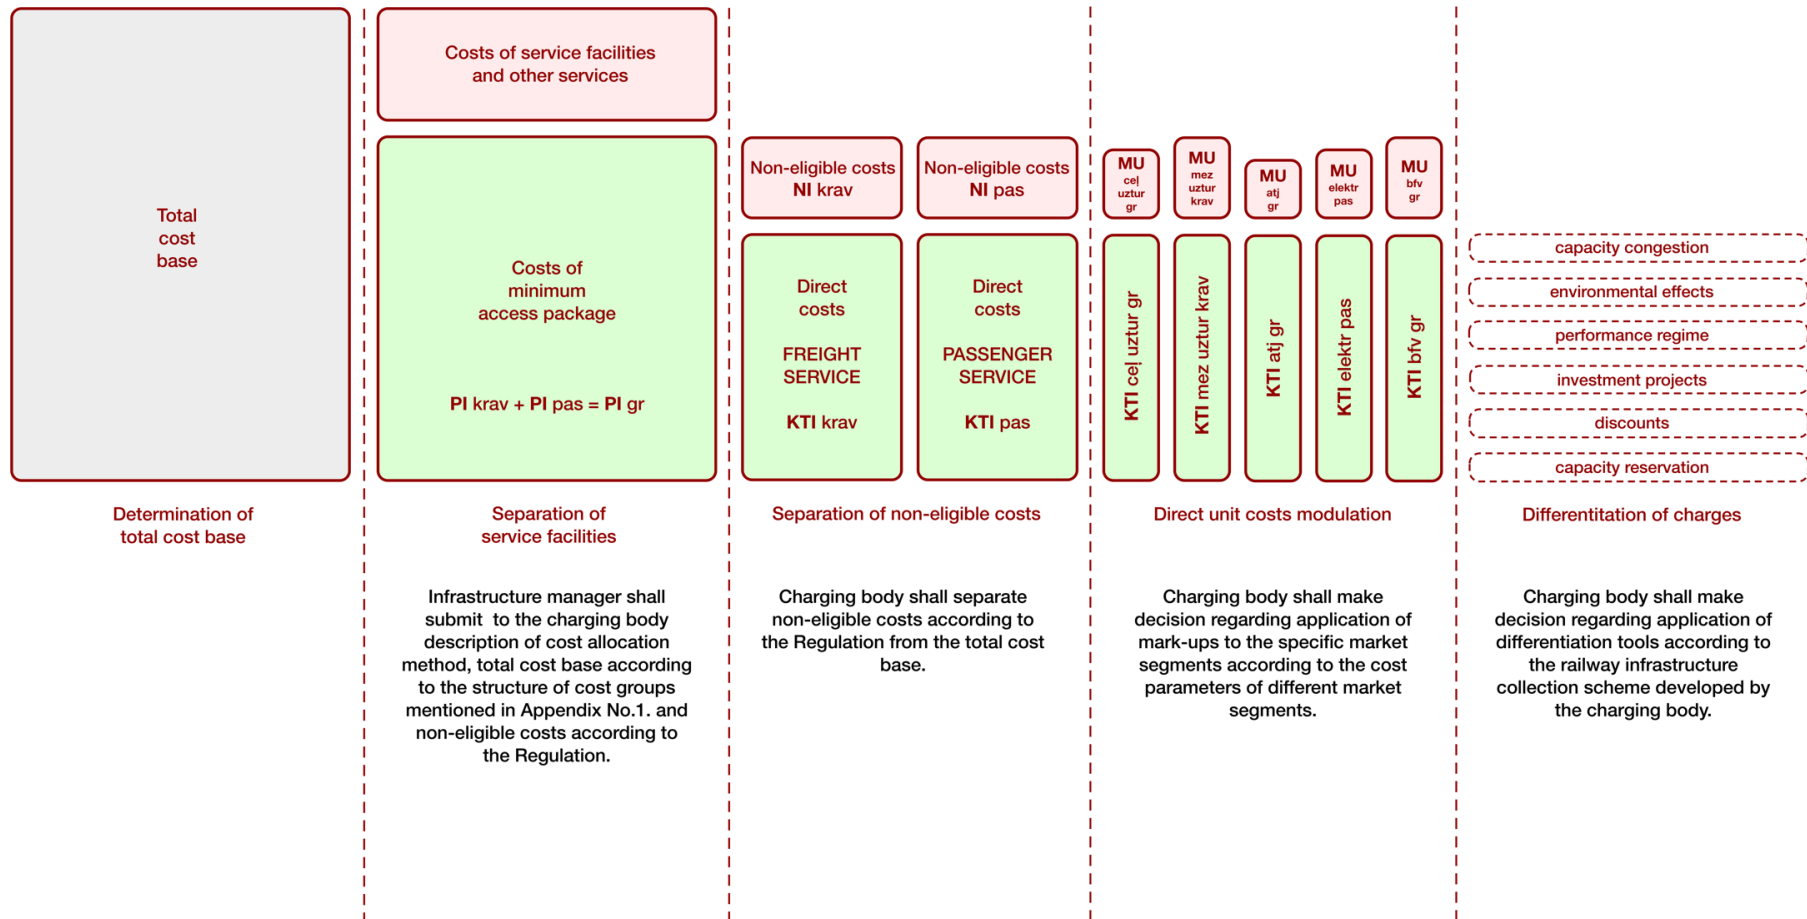 Total
cost
base
Determination of
total cost base
Costs of service facilities
and other services
Costs of
minimum
access package
PI krav + PI pas = PI gr
Separation of
service facilities
Infrastructure manager shall
submit to the charging body
description of cost allocation
method, total cost base according
to the structure of cost groups
mentioned in Appendix No.1. and
non-eligible costs according to
the Regulation.
Non-eligible costs
NI krav
Non-eligible costs
NI pas
Direct
costs
FREIGHT
SERVICE
KTI krav
Direct
costs
PASSENGER
SERVICE
KTI pas
Separation of non-eligible costs
Charging body shall separate
non-eligible costs according to
the Regulation from the total cost
base.
MU
ceļ
uztur
gr
MU
mez
uztur
krav
MU
atj
gr
MU
elektr
pas
MU
bfv
gr
KTI ceļ uztur gr
KTI mez uztur krav
KTI atj gr
KTI elektr pas
KTI bfv gr
Direct unit costs modulation
Charging body shall make
decision regarding application of
mark-ups to the specific market
segments according to the cost
parameters of different market
segments.
capacity congestion
environmental effects
performance regime
investment projects
discounts
capacity reservation
Differentitation of charges
Charging body shall make
decision regarding application of
differentiation tools according to
the railway infrastructure
collection scheme developed by
the charging body.